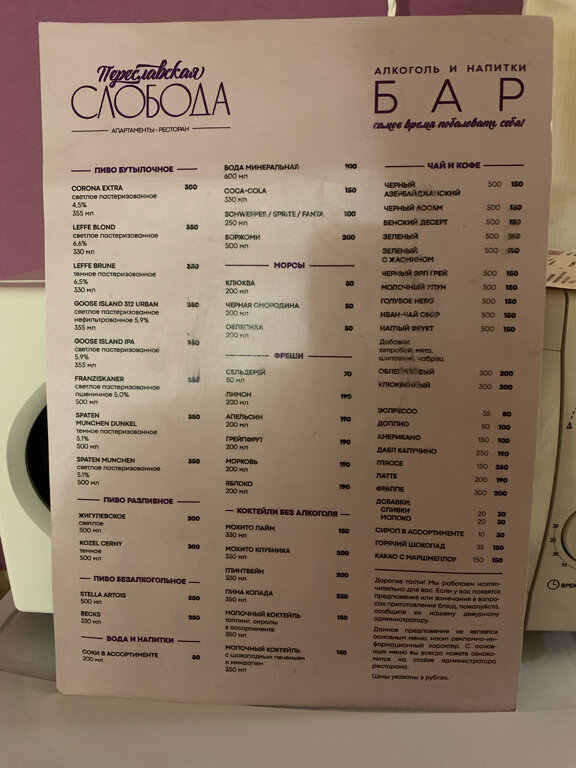 Переславская
СЛОБОДА
АПАРТАМЕНТЫ • РЕСТОРАН
АЛКОГОЛЬ И НАПИТКИ
БАР
самое время побаловать себя!
ПИВО БУТЫЛОЧНОЕ
CORONA EXTRA 300
светлое пастеризованное
4,5%
355 мл
LEFFE BLOND 350
светлое пастеризованное
6.6%
330 мл
LEFFE BRUNE 350
темное пастеризованное
6,5%
330 мл
GOOSE ISLAND 312 URBAN 350
светлое пастеризованное
нефильтрованное 5,9%
355 мл
GOOSE ISLAND IPA 350
светлое пастеризованное
5,9%
355 мл
FRANZISKANER 350
светлое пастеризованное
пшеничное 5,0%
500 мл
SPATEN 350
MUNCHEN DUNKEL
темное пастеризованное
5,1%
500 мл
SPATEN MUNCHEN 350
светлое пастеризованное
5.1%
500 мл
ПИВО РАЗЛИВНОЕ
ЖИГУЛЕВСКОЕ 200
светлое
500 мл
KOZEL CERNY 300
темное
500 мл
ПИВО БЕЗАЛКОГОЛЬНОЕ
STELLA ARTOIS 250
500 мл
BECKS 250
330 мл
ВОДА И НАПИТКИ
СОКИ В АССОРТИМЕНТЕ 50
200 мл
ВОДА МИНЕРАЛЬНАЯ 100
600 мл
COCA-COLA 150
330 мл
SCHWEPPES / SPRITE / FANTA 100
250 мл
БОРЖОМИ 200
500 мл
МОРСЫ
КЛЮКВА 50
200 мл
ЧЕРНАЯ СМОРОДИНА 50
200 мл
ОБЛЕПИХА 50
200 мл
ФРЕШИ
СЕЛЬДЕРЕЙ 70
50 мл
ЛИМОН 195
200 мл
АПЕЛЬСИН 190
200 мл
ГРЕЙПФРУТ 190
200 мл
МОРКОВЬ 190
200 мл
ЯБЛОКО 190
200 мл
КОКТЕЙЛИ БЕЗ АЛКОГОЛЯ
МОХИТО ЛАЙМ 150
330 мл
МОХИТО КЛУБНИКА 200
330 мл
ГЛИНТВЕЙН 200
330 мл
ПИНА КОЛАДА 250
350 мл
МОЛОЧНЫЙ КОКТЕЙЛЬ 150
топпинг, сиропы
в ассортименте
350 мл
МОЛОЧНЫЙ КОКТЕЙЛЬ 150
с шоколадным печеньем
и миндалем
350 мл
ЧАЙ И КОФЕ
ЧЕРНЫЙ 500 150
АЗЕРБАЙДЖАНСКИЙ
ЧЕРНЫЙ АССАМ 500 150
ВЕНСКИЙ ДЕСЕРТ 500 150
ЗЕЛЕНЫЙ 500 150
ЗЕЛЕНЫЙ 500 150
С ЖАСМИНОМ
ЧЕРНЫЙ ЭРЛ ГРЕЙ 500 150
МОЛОЧНЫЙ УЛУН 500 150
ГОЛУБОЕ НЕБО 500 150
ИВАН-ЧАЙ СБОР 500 150
НАГЛЫЙ ФРУКТ 500 150
Добавки:
зверобой, мята,
шиповник, чабрец
ОБЛЕПИХОВЫЙ 300 200
КЛЮКВЕННЫЙ 300 200
ЭСПРЕССО 35 80
ДОППИО 50 100
АМЕРИКАНО 150 100
ДАБЛ КАПУЧИНО 250 190
ГЛЯССЕ 150 260
ЛАТТЕ 200 190
ФРАППЕ 300 200
ДОБАВКИ:
СЛИВКИ 20 30
МОЛОКО 20 30
СИРОП В АССОРТИМЕНТЕ 10 30
ГОРЯЧИЙ ШОКОЛАД 35 150
КАКАО С МАРШМЕЛЛОУ 150 150
Дорогие гости! Мы работаем исклю-
чительно для вас. Если у вас появятся
предложения или замечания в вопро-
сах приготовления блюд, пожалуйста,
сообщите их нашему дежурному
администратору.
Данное предложение не является
основным меню, носит рекламно-ин-
формационный характер. С основ-
ным меню вы всегда можете ознако-
миться на стойке администратора
ресторана.
Цены указаны в рублях.